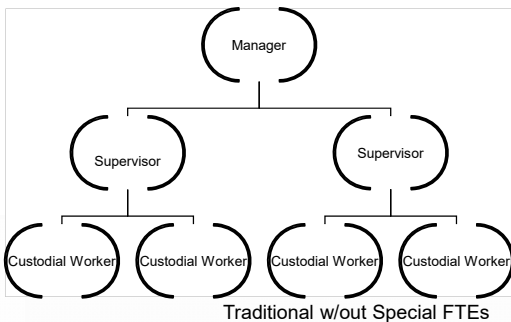 Manager
Supervisor
Supervisor
Custodial Worker
Custodial Worker
Custodial Worker
Custodial Worker
Traditional w/out Special FTEs